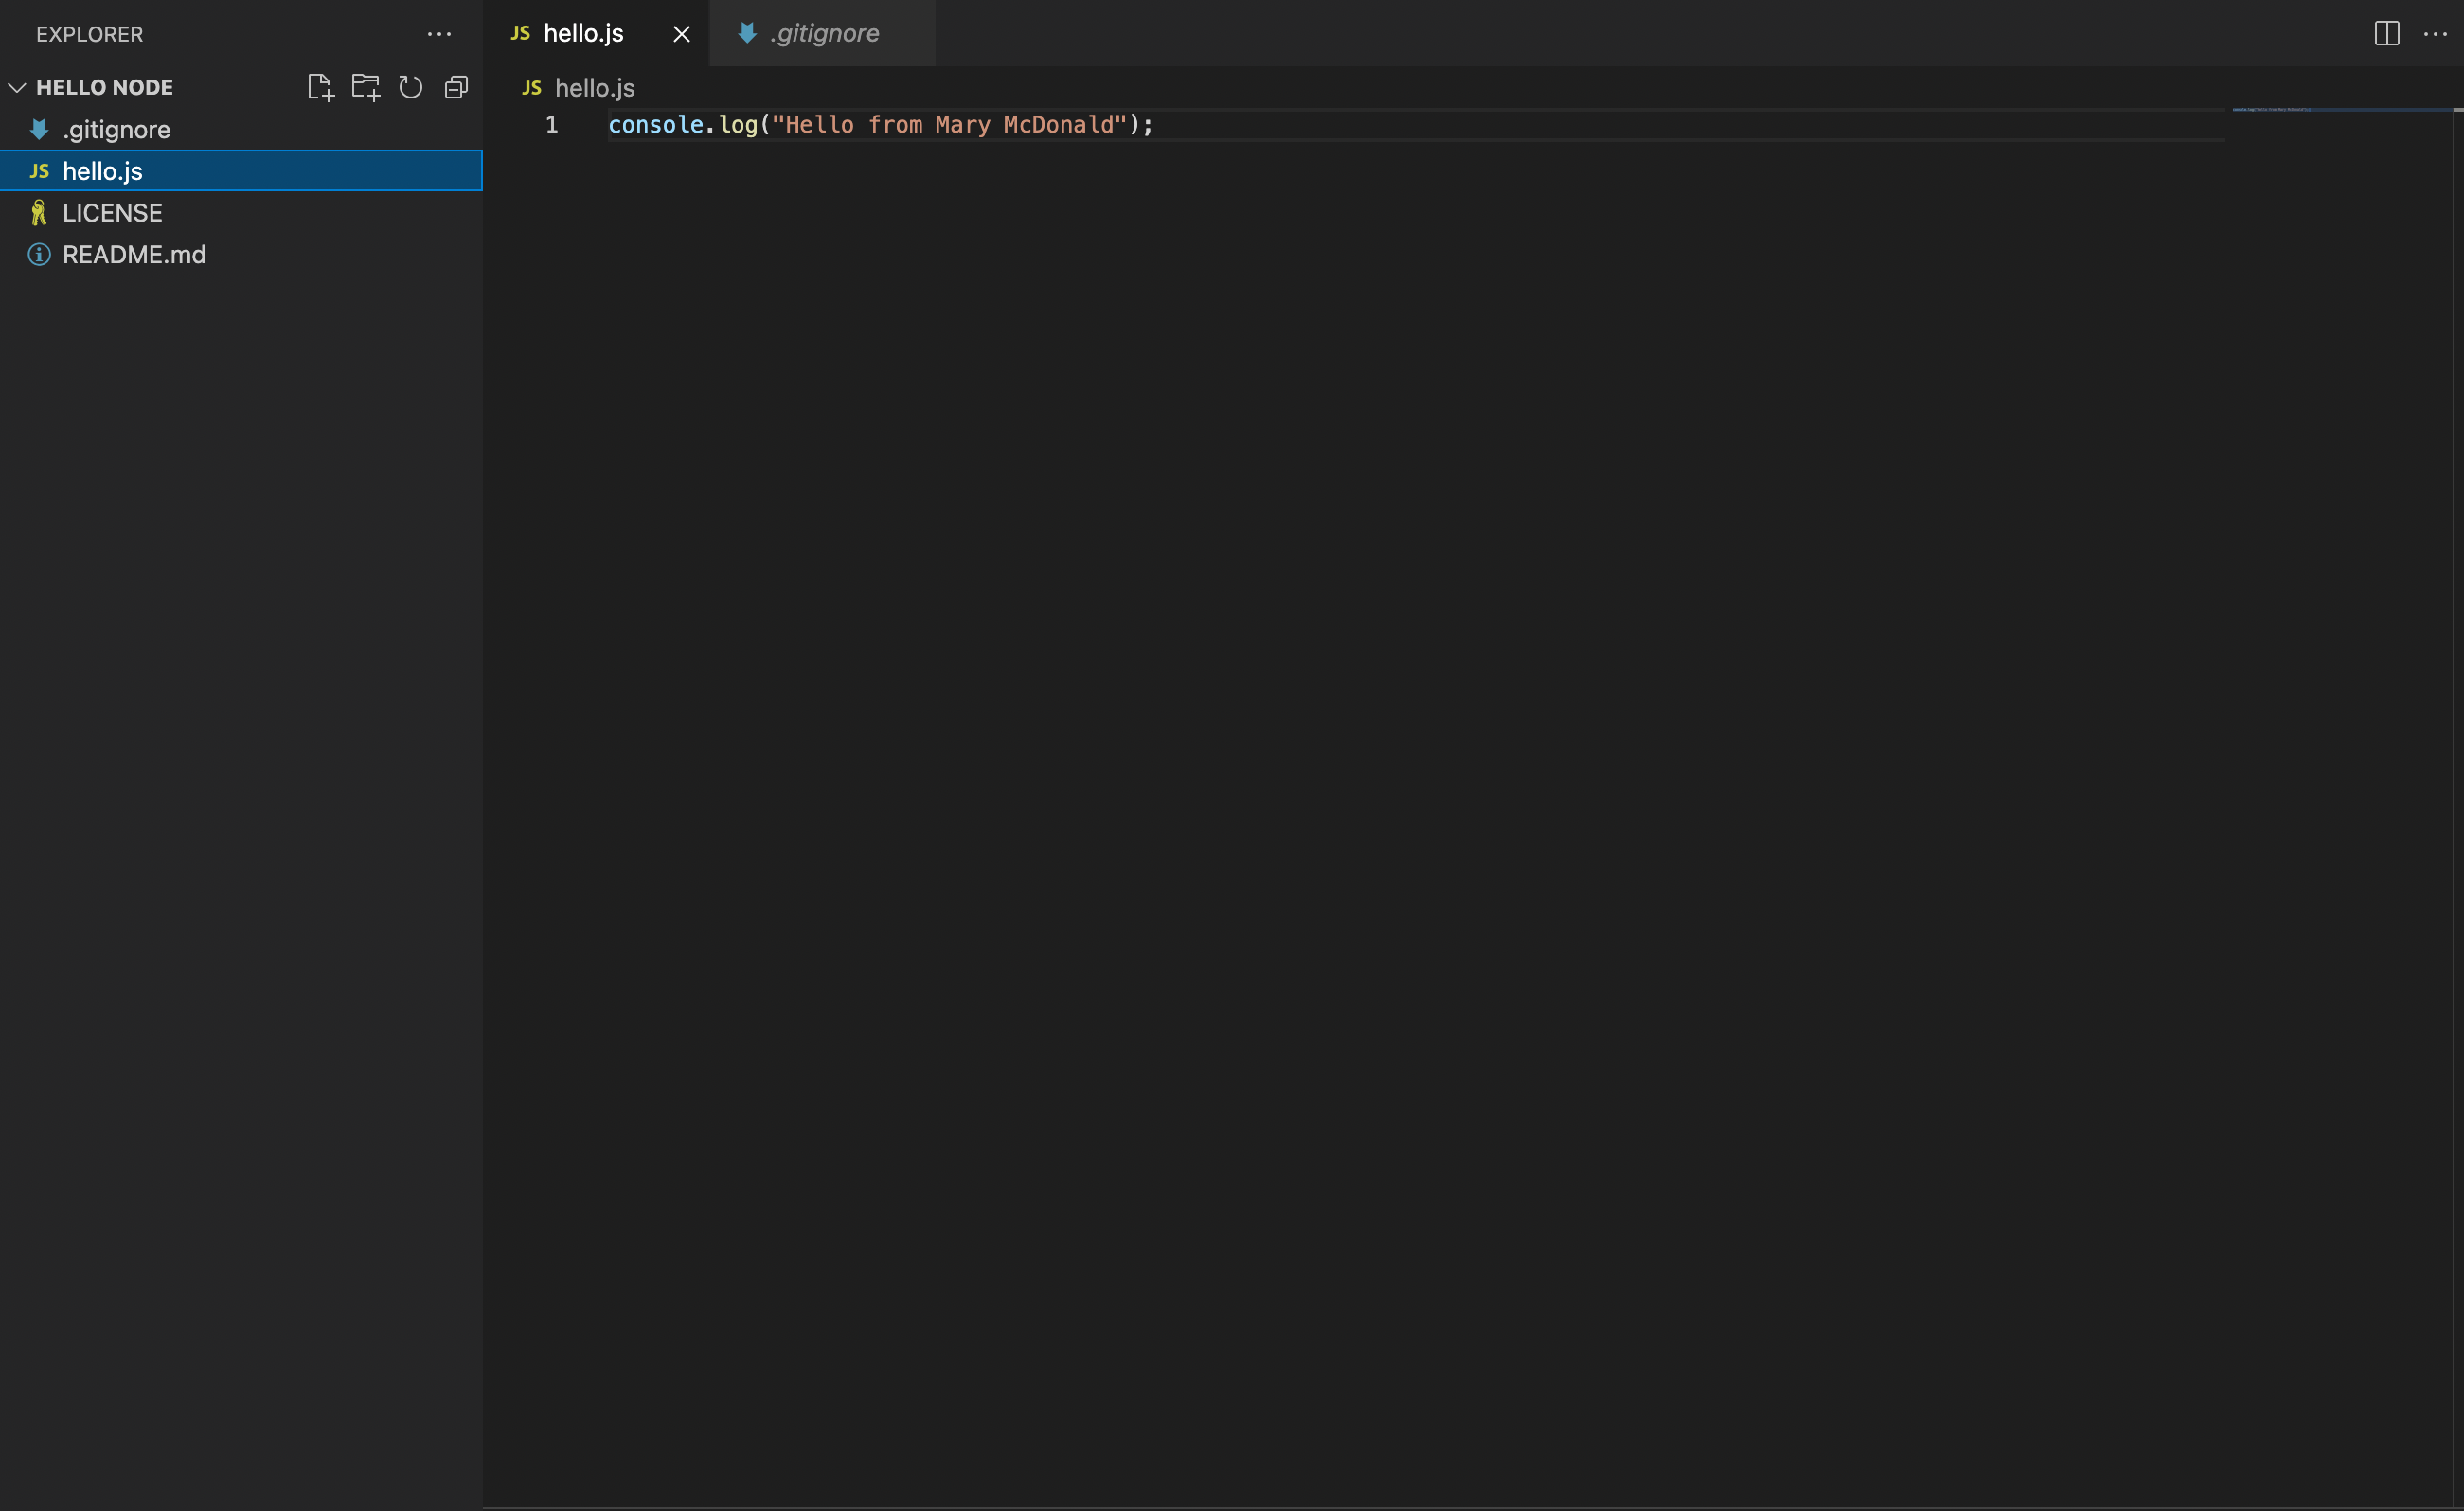 EXPLORER
HELLO NODE
.gitignore
JS hello.js
LICENSE
README.md
JS hello.js
.gitignore
JS hello.js
1 console.log("Hello from Mary McDonald");